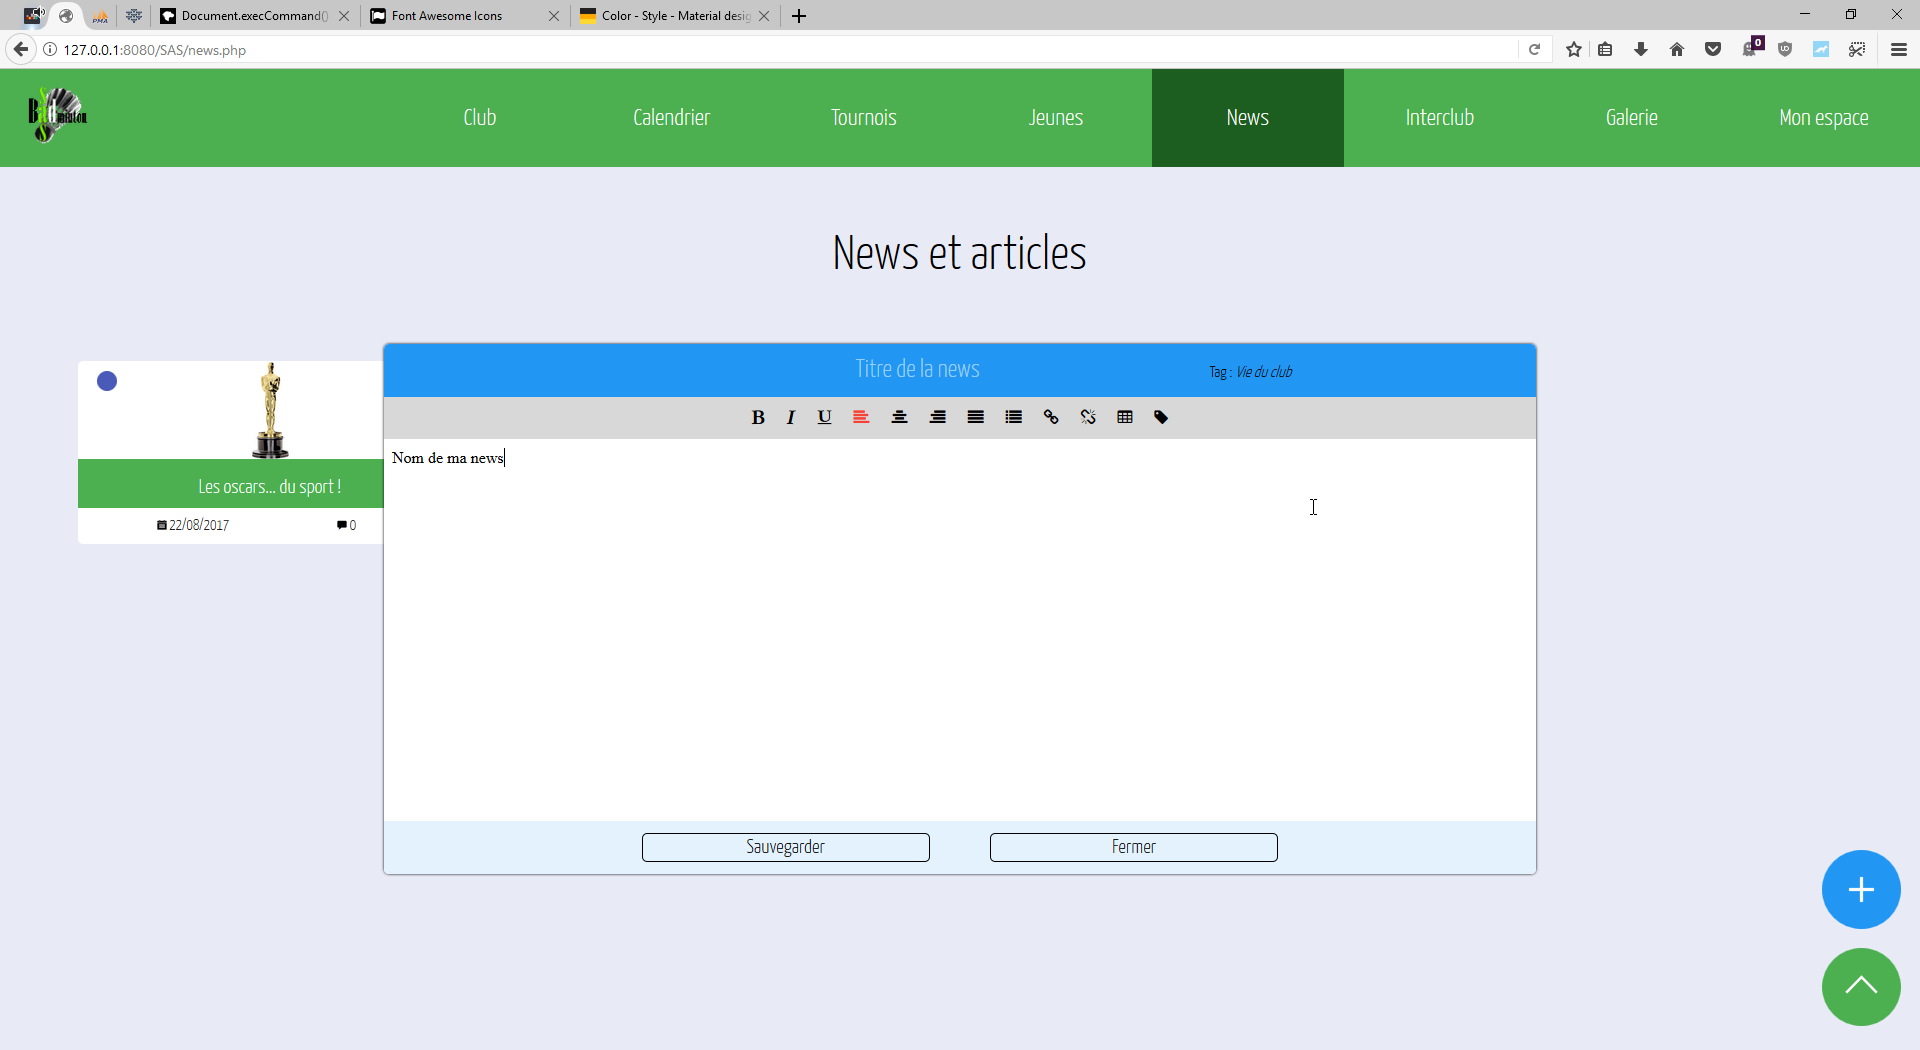 Document.execCommand()
Font Awesome Icons
Color - Style - Material desig
127.0.0.1:8080/SAS/news.php
0
Club
Calendrier
Tournois
Jeunes
News
Interclub
Galerie
Mon espace
News et articles
Titre de la news
Tag : Vie du club
B I U
Nom de ma news
Les oscars... du sport !
22/08/2017
0
Sauvegarder
Fermer